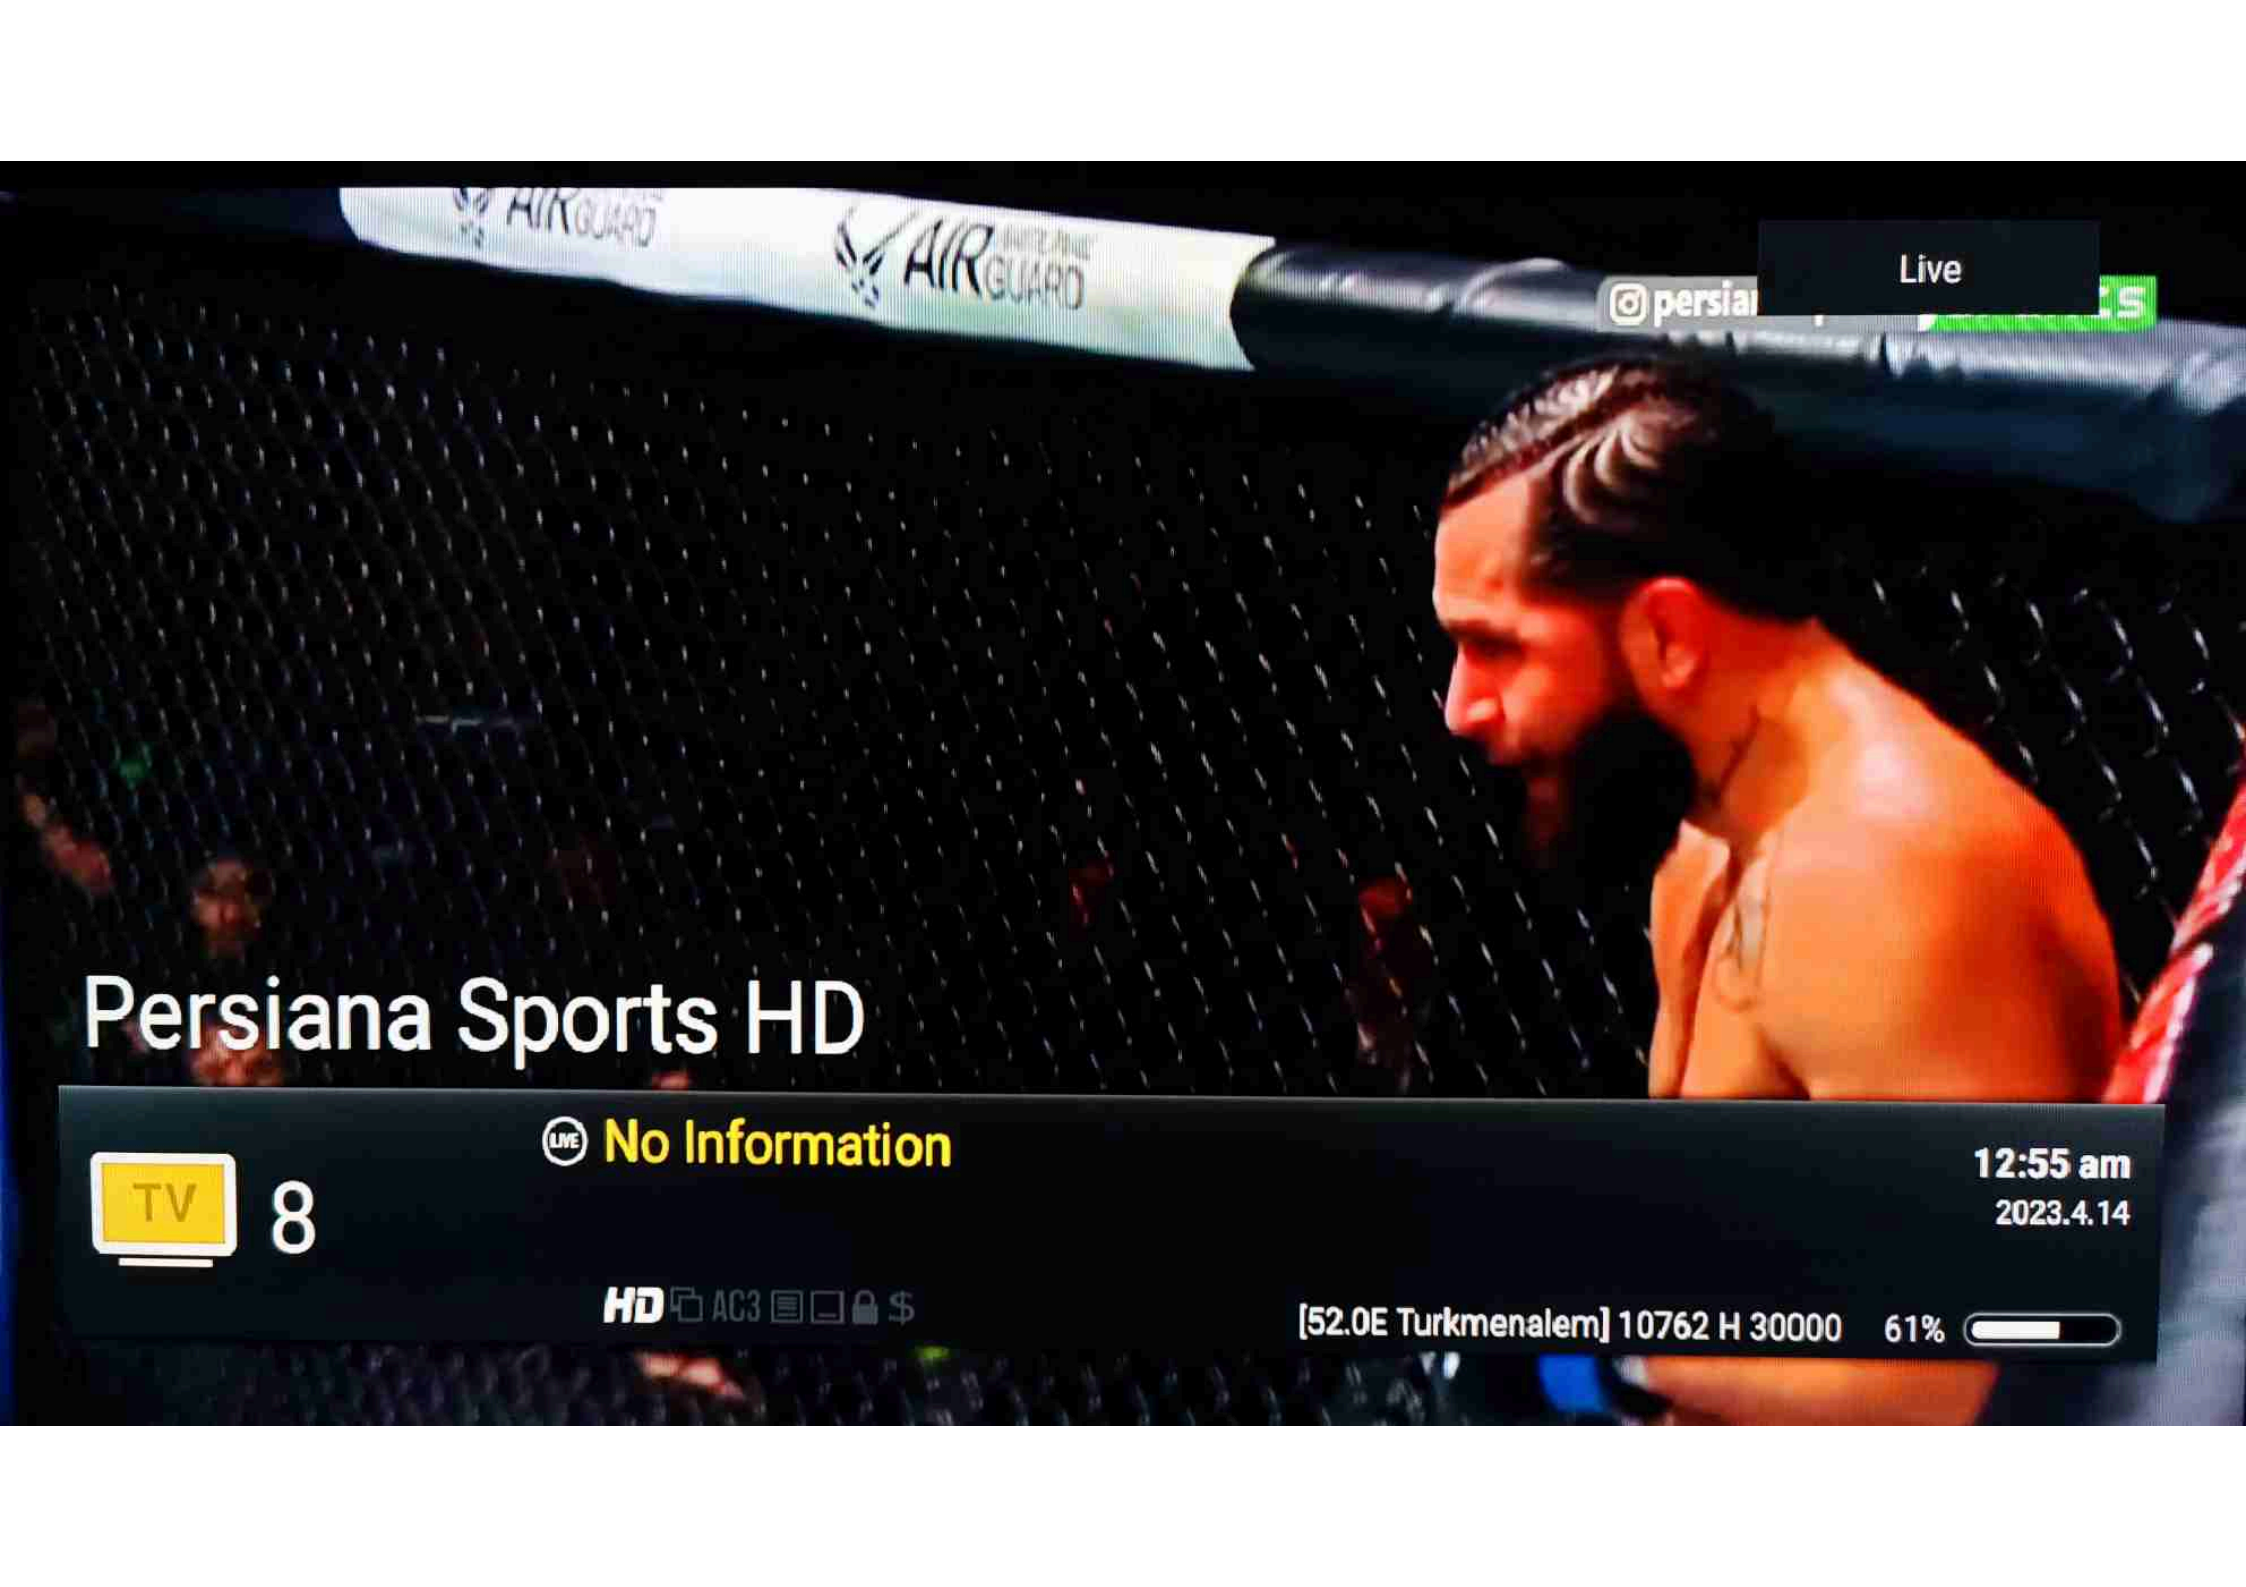 AIR GUARD
AIR GUARD
Live
persia
S
Persiana Sports HD
LIVE No Information
TV 8
12:55 am
2023.4.14
HD AC3 $
[52.0E Turkmenalem] 10762 H 30000 61%